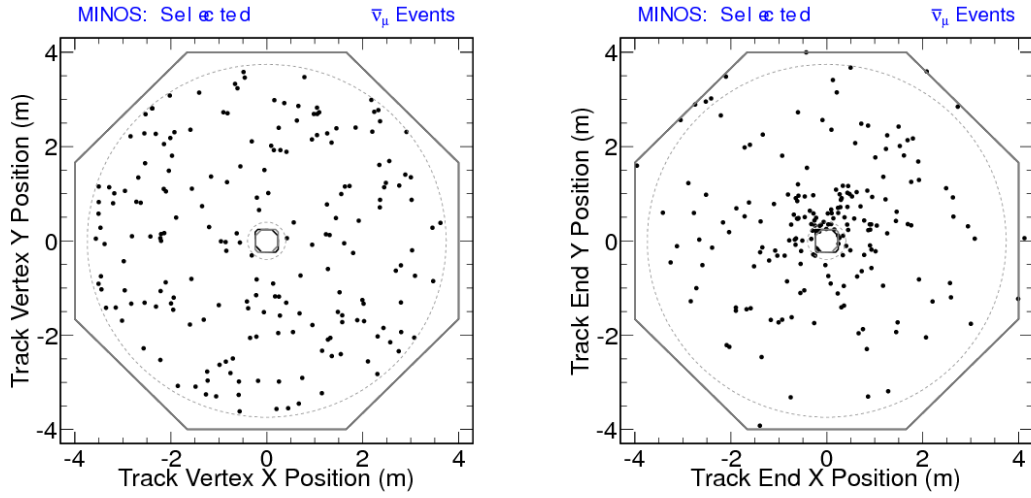 MINOS: Selected ν̅μ Events
4
2
0
-2
-4
-4 -2 0 2 4
Track Vertex Y Position (m)
Track Vertex X Position (m)
MINOS: Selected ν̅μ Events
4
2
0
-2
-4
-4 -2 0 2 4
Track End Y Position (m)
Track End X Position (m)